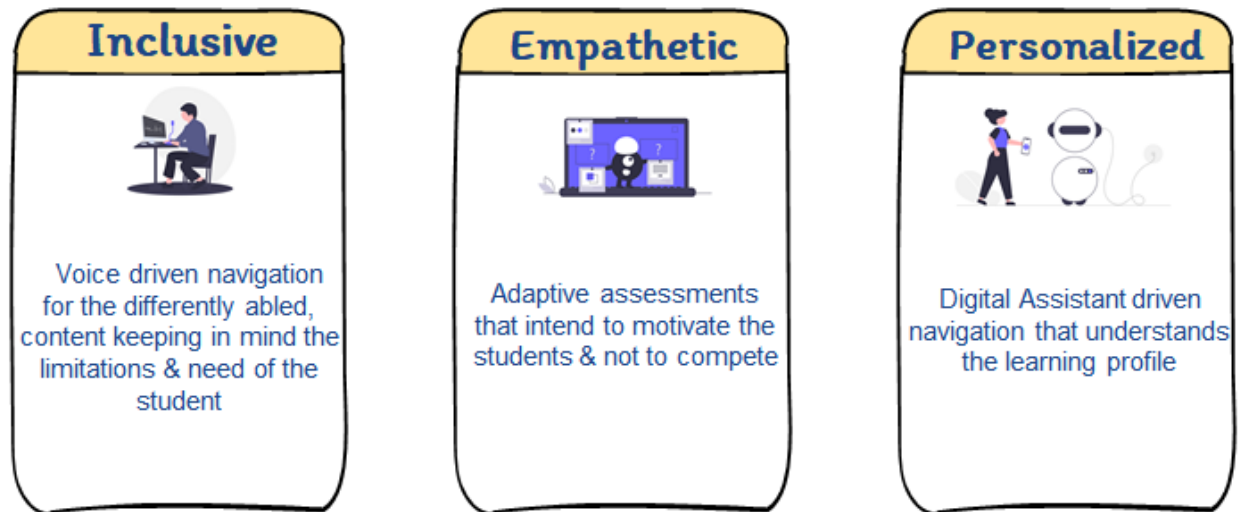 Inclusive
Voice driven navigation
for the differently abled,
content keeping in mind the
limitations & need of the
student
Empathetic
? ?
Adaptive assessments
that intend to motivate the
students & not to compete
Personalized
Digital Assistant driven
navigation that understands
the learning profile